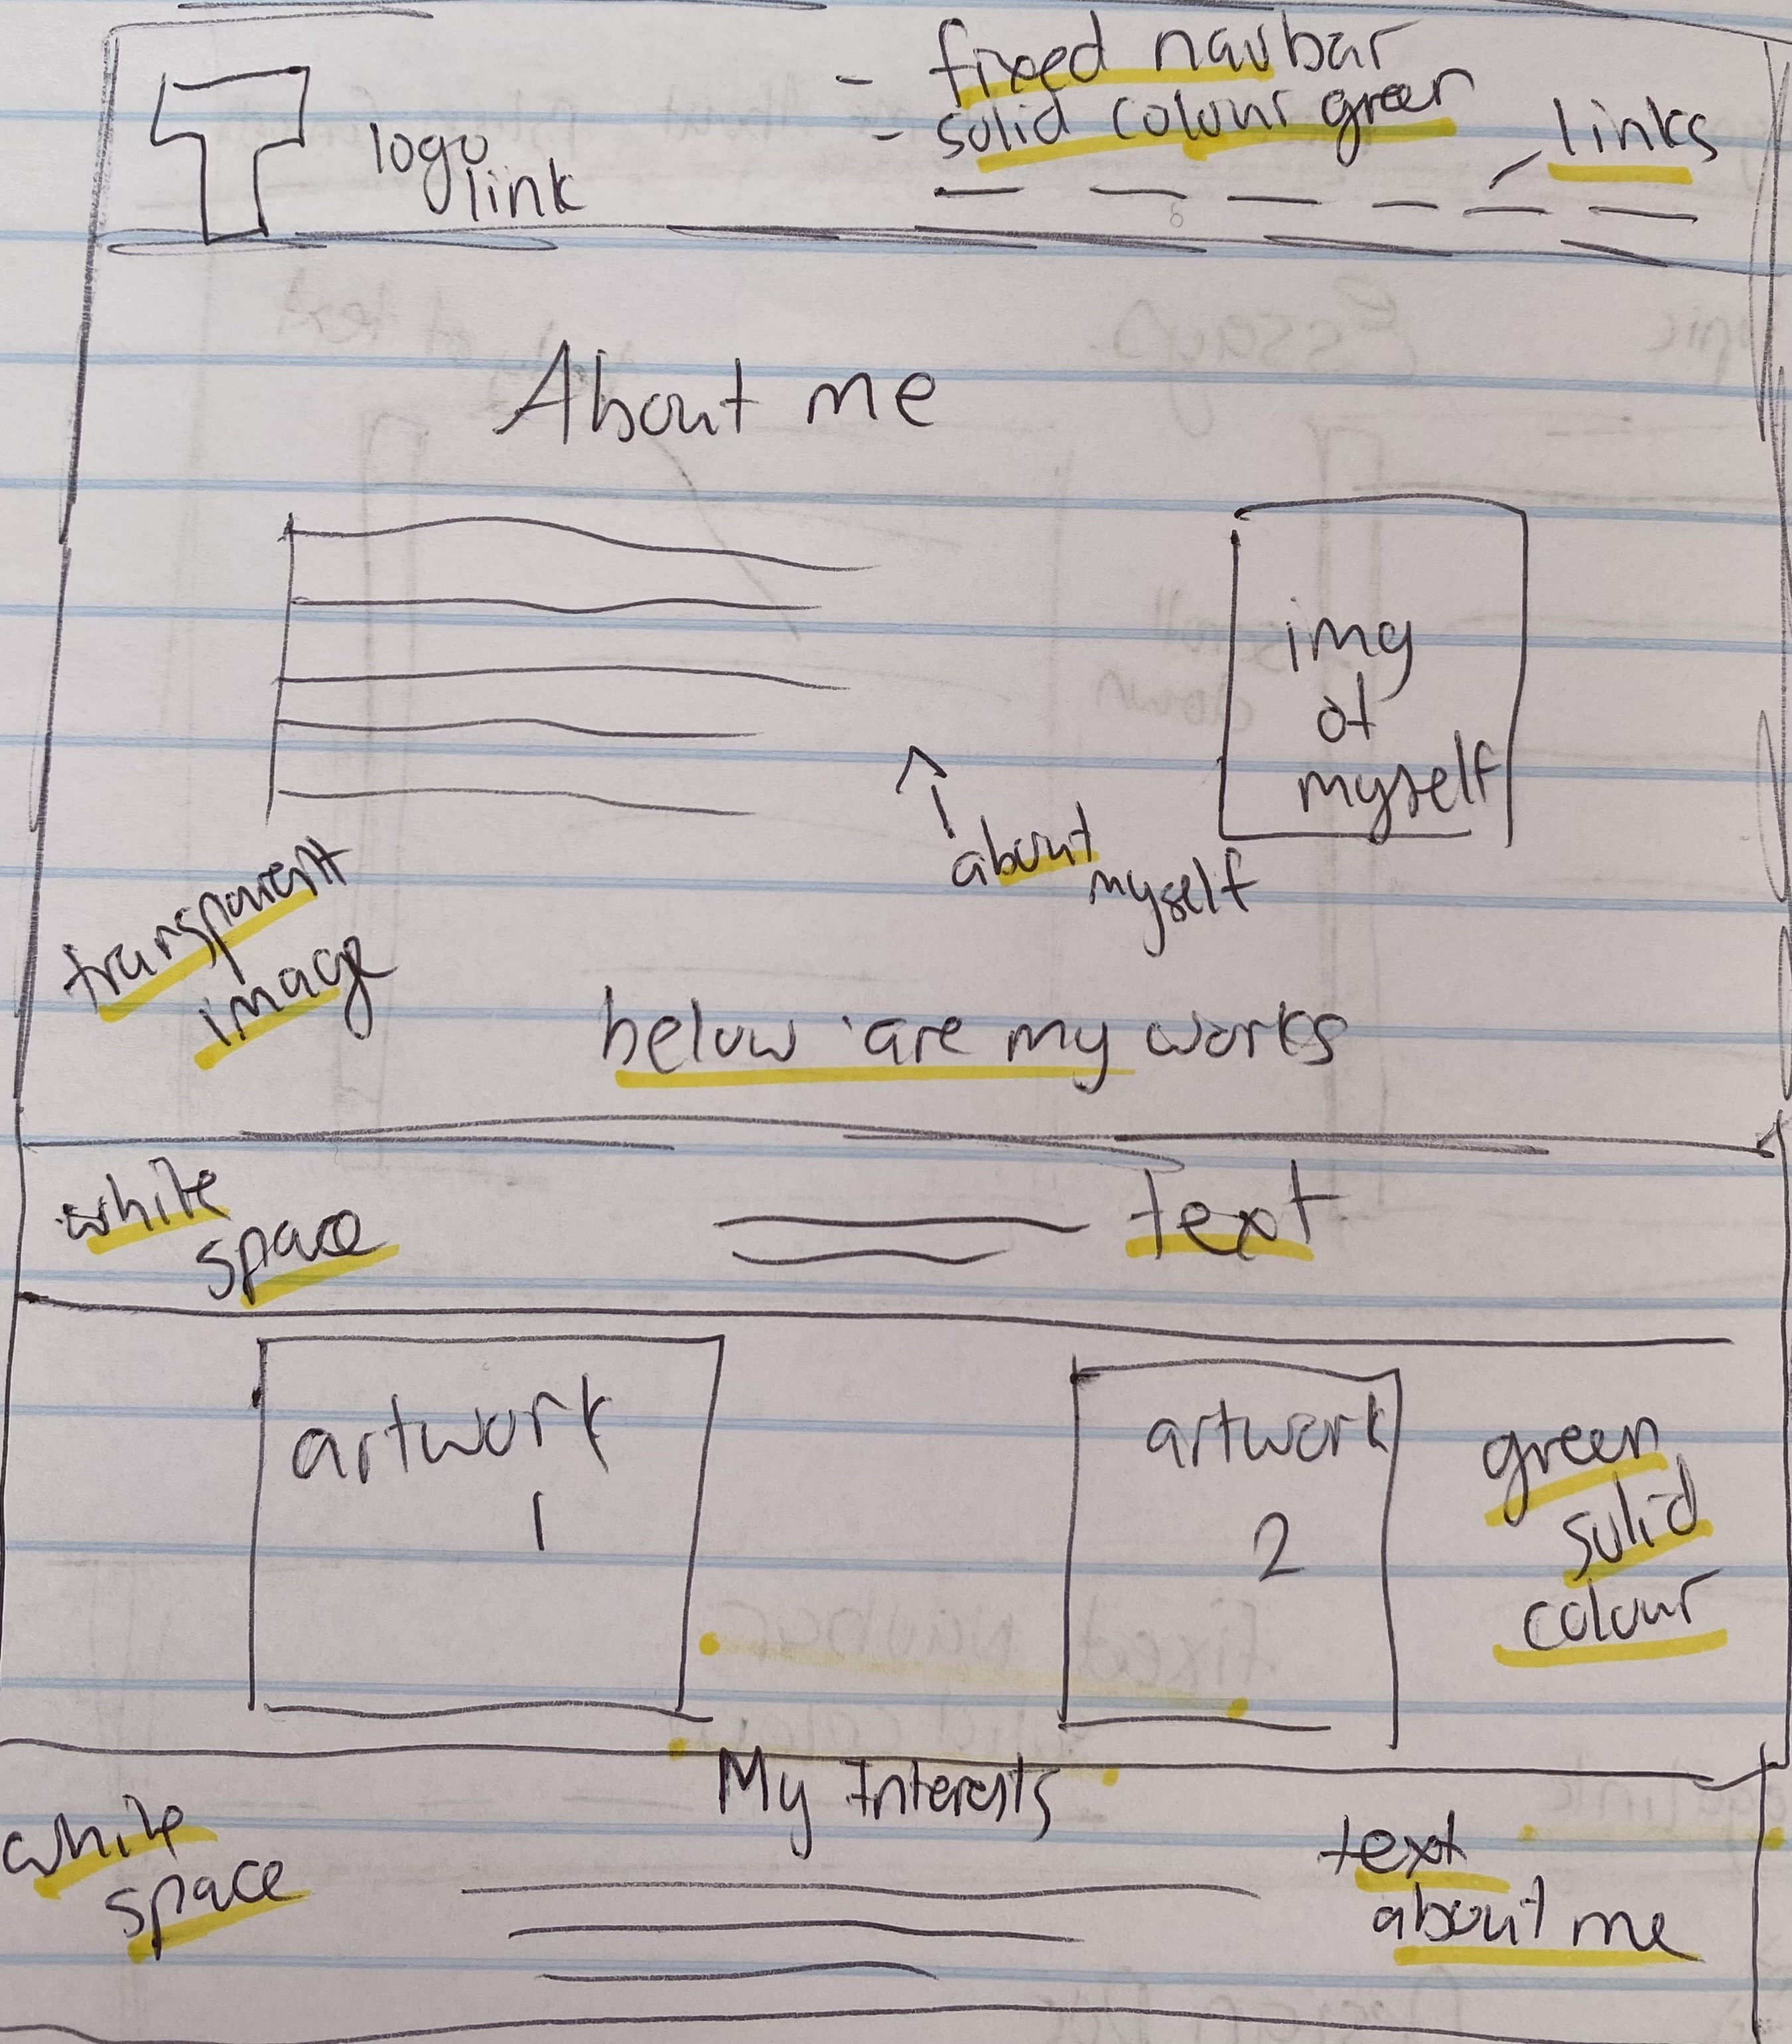 - fixed navbar
- solid colour green
links
logo
link
About me
img
of
myself
about
myself
transparent
image
below are my works
white
space
text
artwork
1
artwork
2
green
solid
colour
My Interests
white
space
text
about me